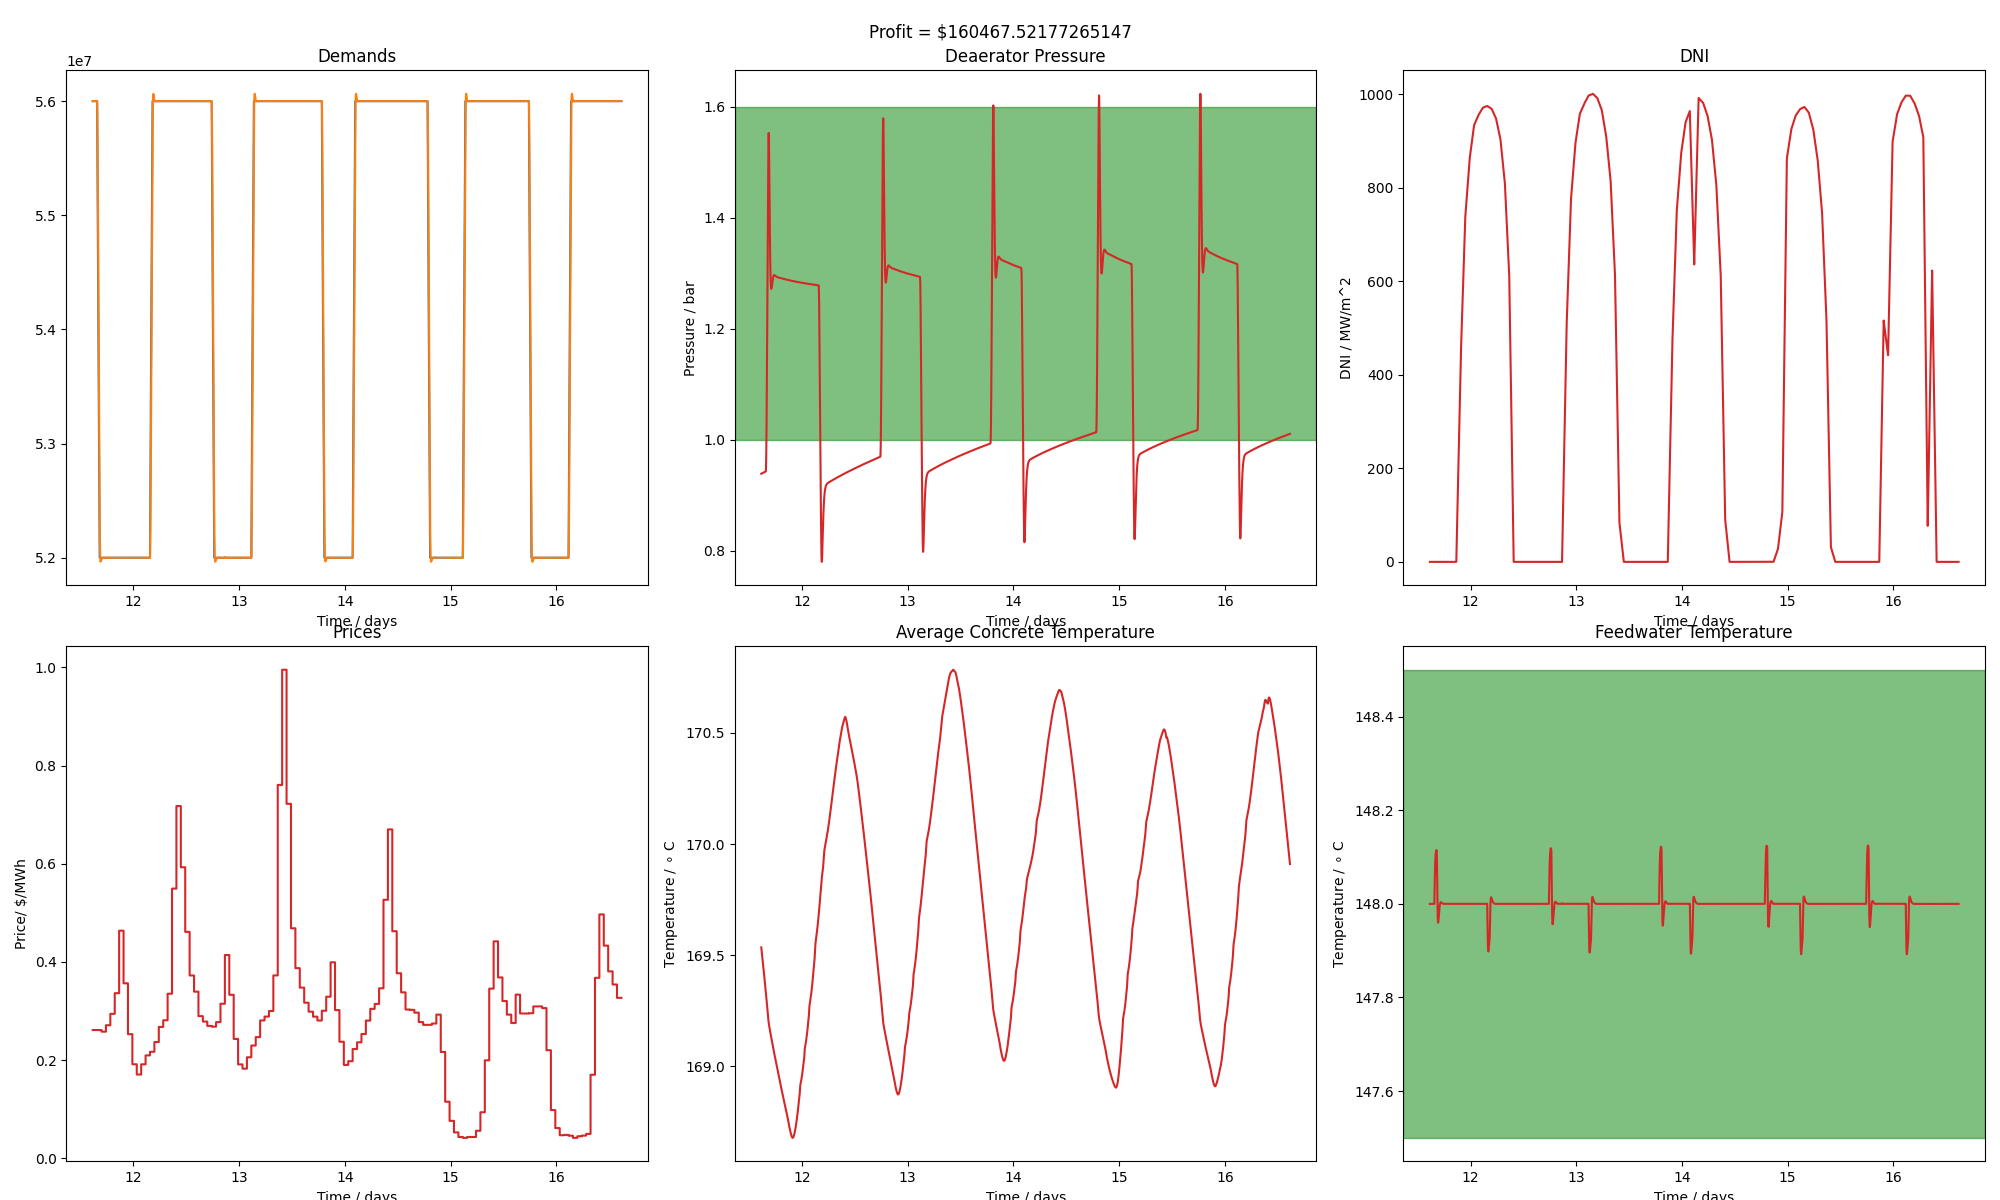 Profit = $160467.52177265147
Demands
1e7
5.6
5.5
5.4
5.3
5.2
12 13 14 15 16
Time / days
Deaerator Pressure
Pressure / bar
1.6
1.4
1.2
1.0
0.8
12 13 14 15 16
Time / days
DNI
DNI / MW/m^2
1000
800
600
400
200
0
12 13 14 15 16
Time / days
Prices
Price/ $/MWh
1.0
0.8
0.6
0.4
0.2
0.0
12 13 14 15 16
Time / days
Average Concrete Temperature
Temperature / ∘ C
170.5
170.0
169.5
169.0
12 13 14 15 16
Time / days
Feedwater Temperature
Temperature / ∘ C
148.4
148.2
148.0
147.8
147.6
12 13 14 15 16
Time / days